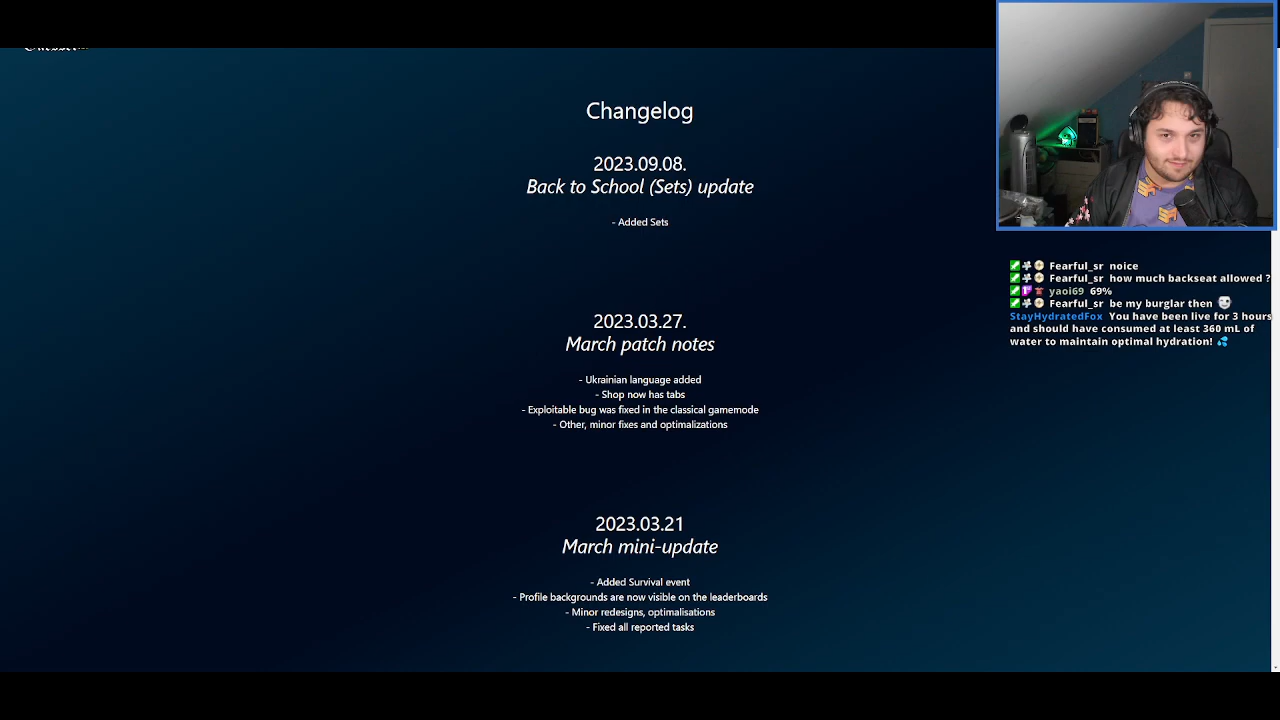 Changelog
2023.09.08.
Back to School (Sets) update
- Added Sets
2023.03.27.
March patch notes
- Ukrainian language added
- Shop now has tabs
- Exploitable bug was fixed in the classical gamemode
- Other, minor fixes and optimalizations
2023.03.21
March mini-update
- Added Survival event
- Profile backgrounds are now visible on the leaderboards
- Minor redesigns, optimalisations
- Fixed all reported tasks
Fearful_sr noice
Fearful_sr how much backseat allowed ?
yaoi69 69%
Fearful_sr be my burglar then
StayHydratedFox You have been live for 3 hours
and should have consumed at least 360 mL of
water to maintain optimal hydration!